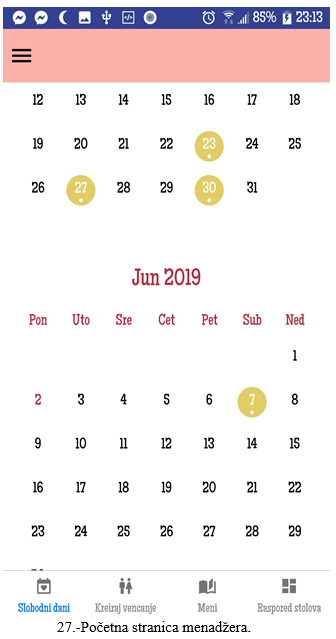 85% 23:13
12 13 14 15 16 17 18
19 20 21 22 23 24 25
26 27 28 29 30 31
Jun 2019
Pon Uto Sre Cet Pet Sub Ned
1
2 3 4 5 6 7 8
9 10 11 12 13 14 15
16 17 18 19 20 21 22
23 24 25 26 27 28 29
Slobodni dani Kreiraj vencanje Meni Raspored stolova
27.-Početna stranica menadžera.